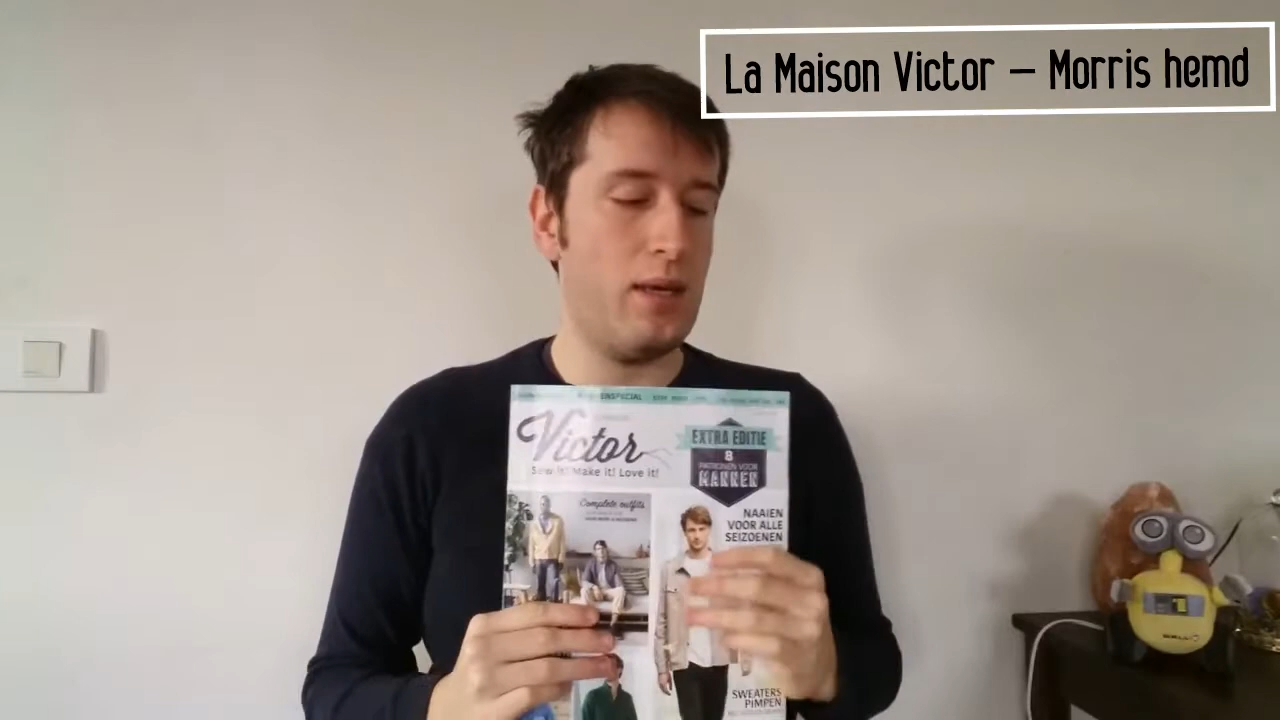 La Maison Victor – Morris hemd
Victor
Sew it! Make it! Love it!
EXTRA EDITIE
8
PATRONEN VOOR
MANNEN
Complete outfits
NAAIEN
VOOR ALLE
SEIZOENEN
SWEATERS
PIMPEN